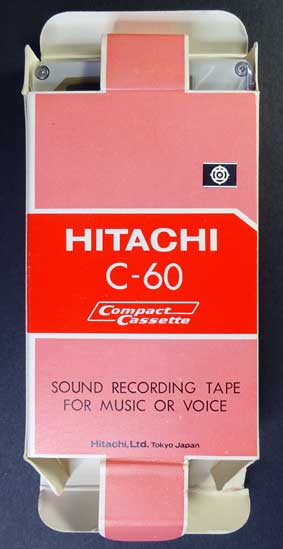 HITACHI
C-60
Compact
Cassette
SOUND RECORDING TAPE
FOR MUSIC OR VOICE
Hitachi, Ltd. Tokyo Japan